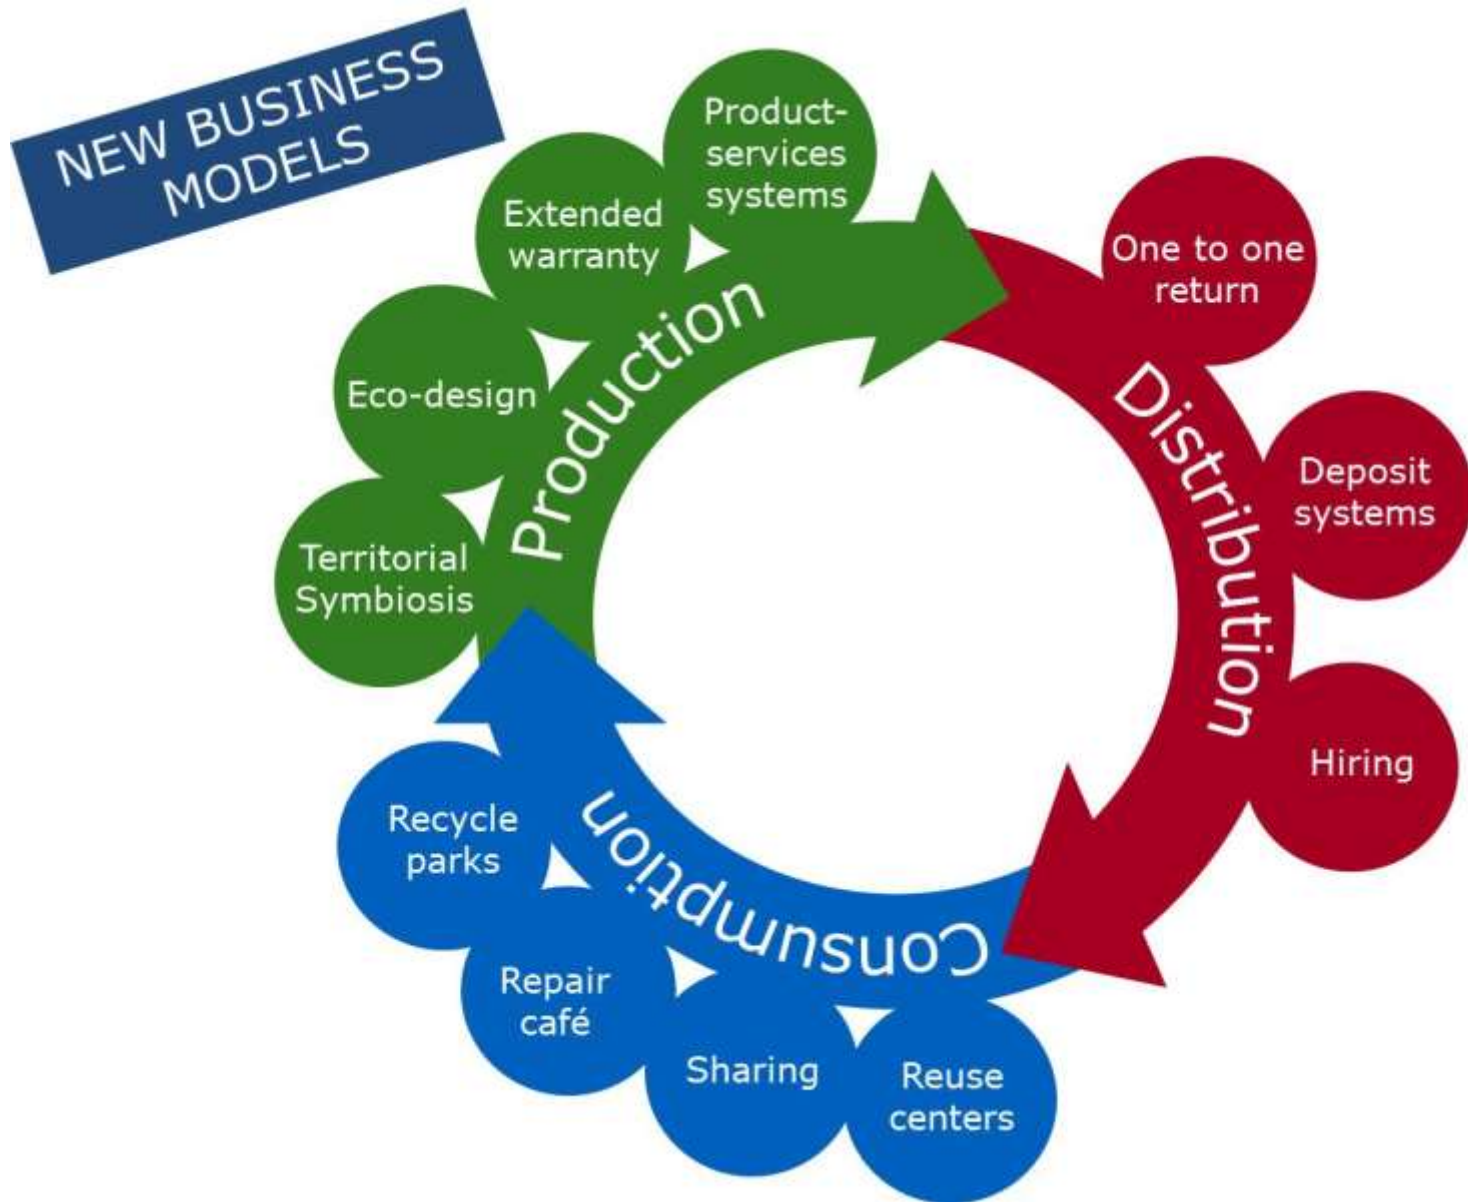 NEW BUSINESS
MODELS
Product-
services
systems
Extended
warranty
Eco-design
Territorial
Symbiosis
Production
One to one
return
Distribution
Deposit
systems
Hiring
Consumption
Reuse
centers
Sharing
Repair
café
Recycle
parks